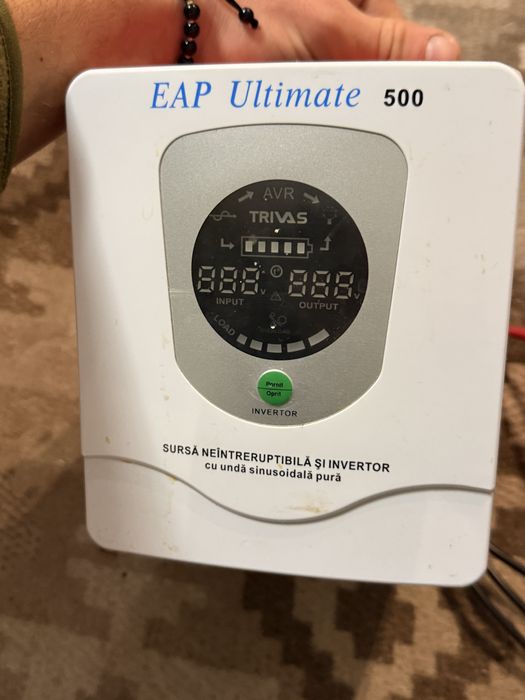 EAP Ultimate 500
AVR
TRIVAS
888 V 888 V
INPUT OUTPUT
LOAD
Pornit
Oprit
INVERTOR
SURSĂ NEÎNTRERUPTIBILĂ ŞI INVERTOR
cu undă sinusoidală pură